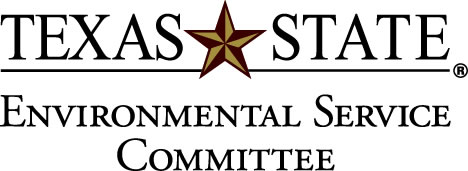 TEXAS STATE®
ENVIRONMENTAL SERVICE
COMMITTEE